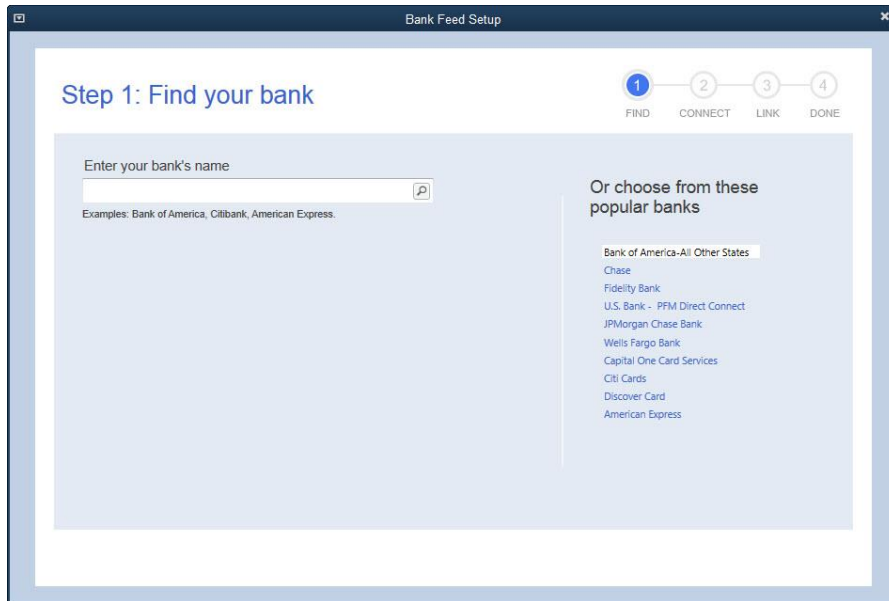 Bank Feed Setup
Step 1: Find your bank
1 2 3 4
FIND CONNECT LINK DONE
Enter your bank's name
Examples: Bank of America, Citibank, American Express.
Or choose from these
popular banks
Bank of America-All Other States
Chase
Fidelity Bank
U.S. Bank - PFM Direct Connect
JPMorgan Chase Bank
Wells Fargo Bank
Capital One Card Services
Citi Cards
Discover Card
American Express